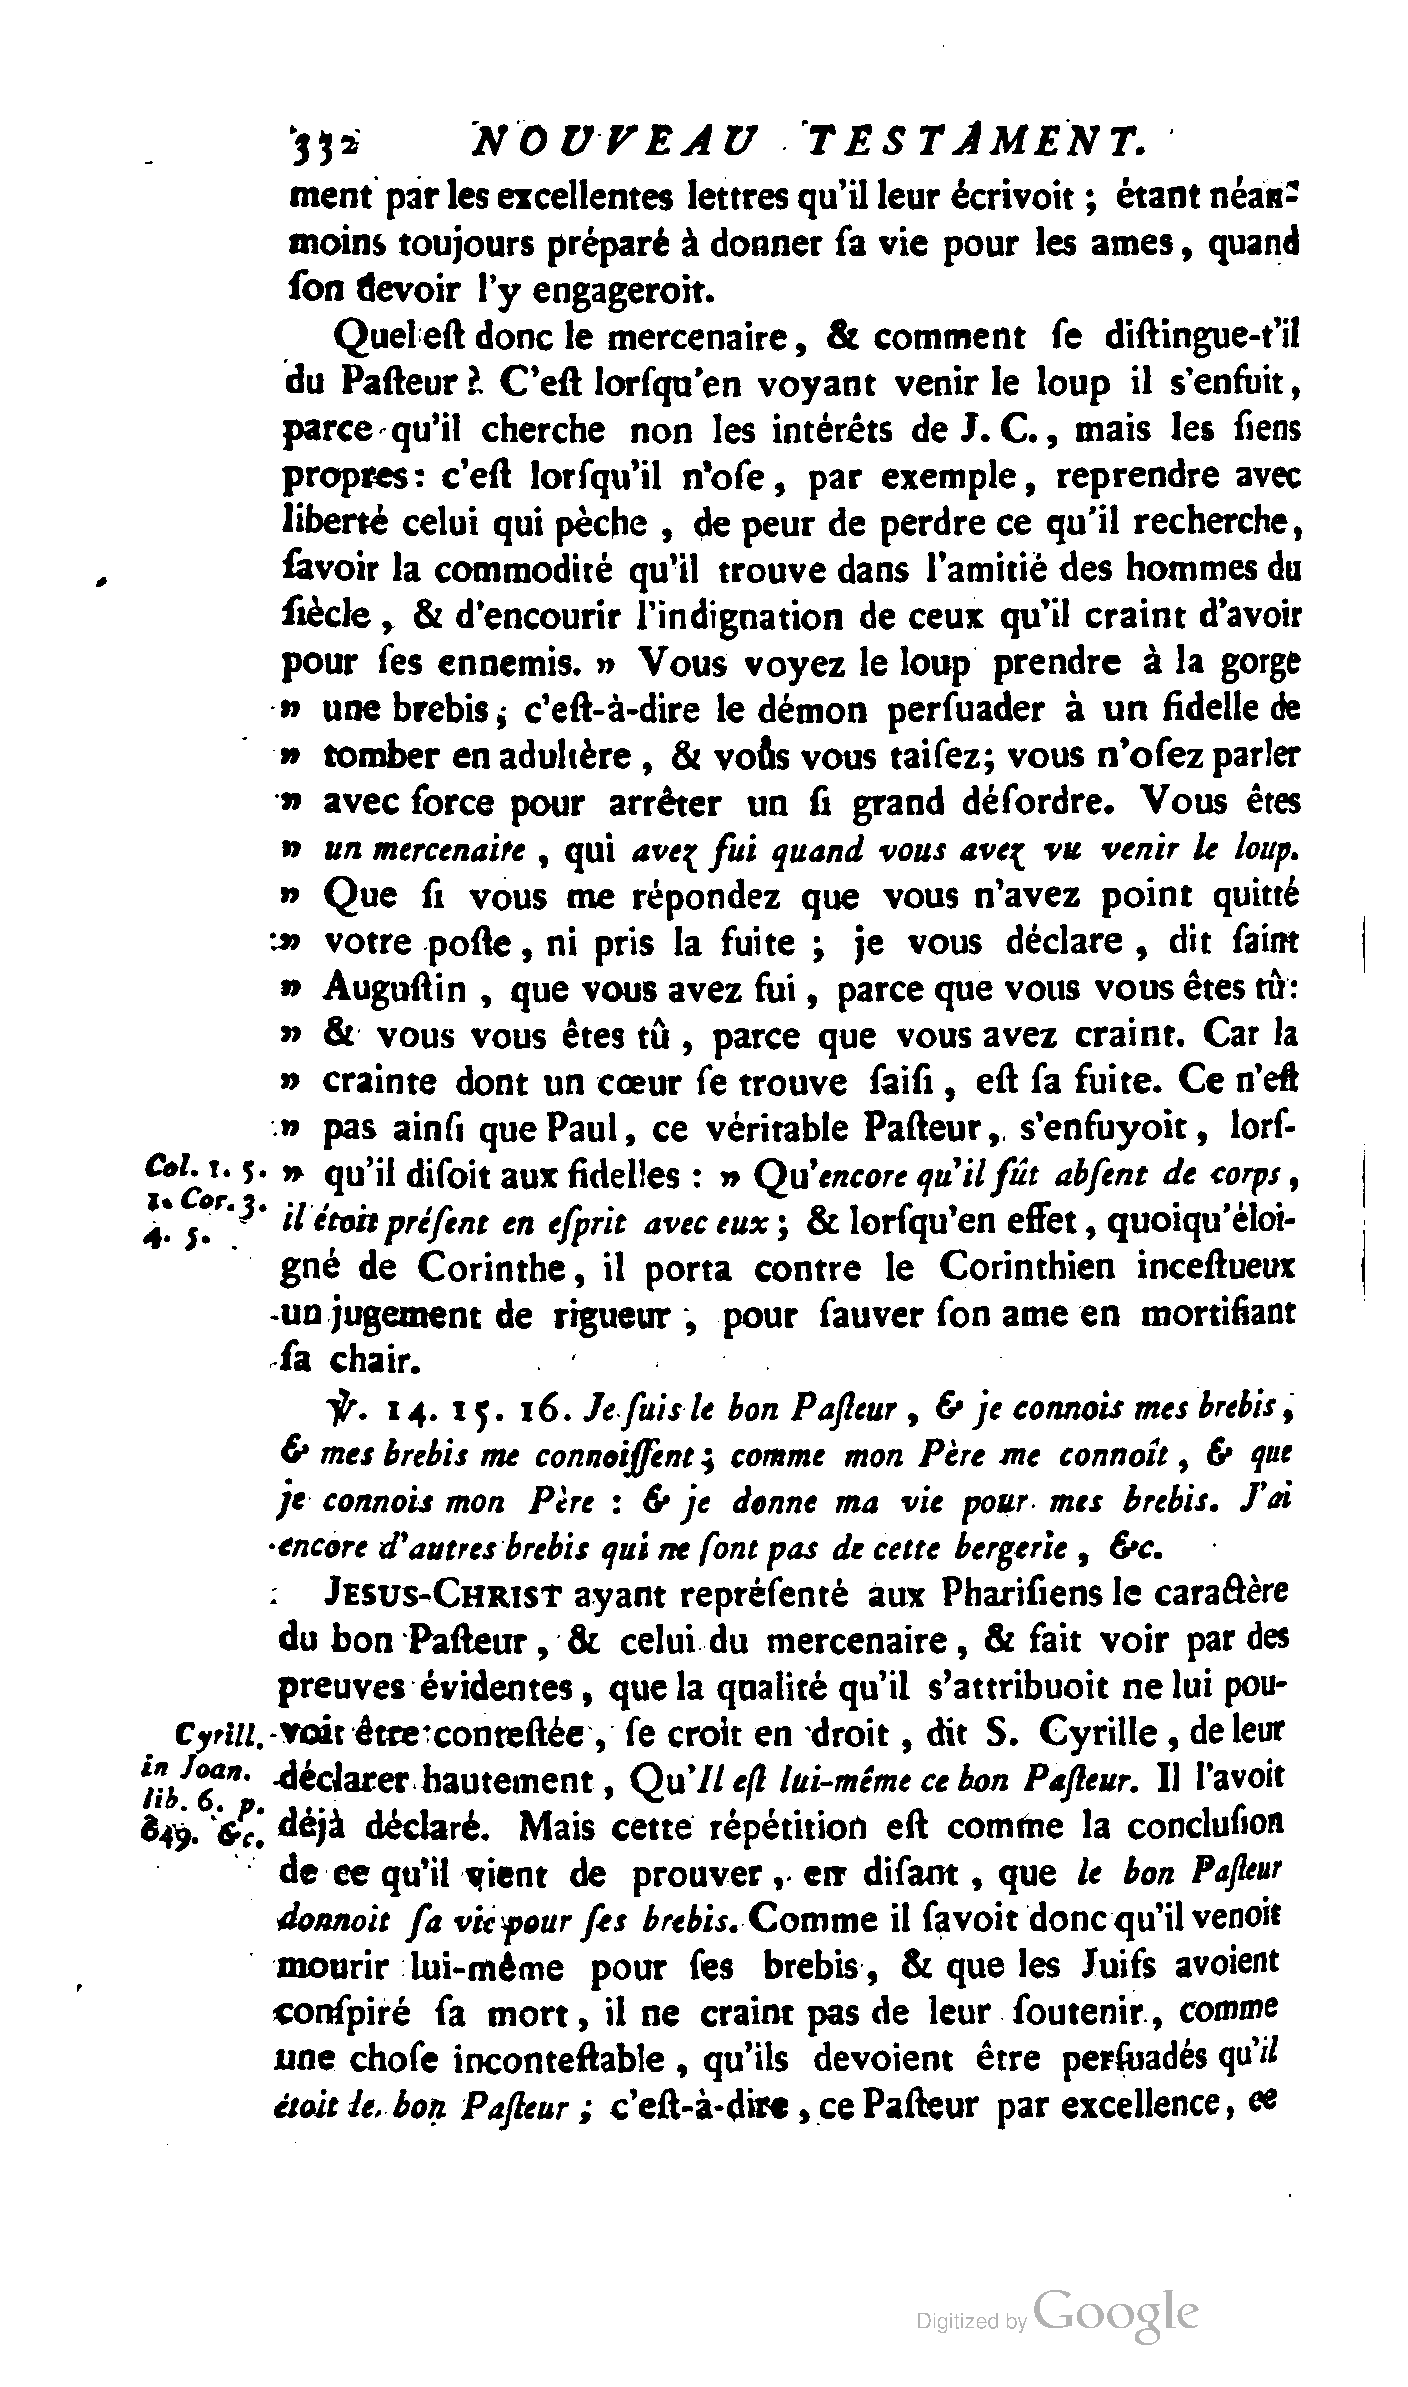 332 NOUVEAU TESTAMENT.
ment par les excellentes lettres qu'il leur écrivoit ; étant néan-
moins toujours préparé à donner ſa vie pour les ames, quand
ſon devoir l'y engageroit.
Quel eſt donc le mercenaire, & comment ſe diſtingue-t'il
du Paſteur ? C'eſt lorſqu'en voyant venir le loup il s'enfuit,
parce qu'il cherche non les intérêts de J. C., mais les ſiens
propres : c'eſt lorſqu'il n'oſe, par exemple, reprendre avec
liberté celui qui pèche, de peur de perdre ce qu'il recherche,
ſavoir la commodité qu'il trouve dans l'amitié des hommes du
ſiècle, & d'encourir l'indignation de ceux qu'il craint d'avoir
pour ſes ennemis. » Vous voyez le loup prendre à la gorge
» une brebis ; c'eſt-à-dire le démon perſuader à un fidelle de
» tomber en adultère, & voûs vous taiſez; vous n'oſez parler
» avec force pour arrêter un ſi grand déſordre. Vous êtes
» un mercenaire, qui avez fui quand vous avez vu venir le loup.
» Que ſi vous me répondez que vous n'avez point quitté
» votre poſte, ni pris la fuite ; je vous déclare, dit ſaint
» Auguſtin, que vous avez fui, parce que vous vous êtes tû :
» & vous vous êtes tû, parce que vous avez craint. Car la
» crainte dont un cœur ſe trouve ſaiſi, eſt ſa fuite. Ce n'eſt
» pas ainſi que Paul, ce véritable Paſteur, s'enfuyoit, lorſ-
Col. 1. 5. » qu'il diſoit aux fidelles : » Qu'encore qu'il fût abſent de corps,
1. Cor. 3. il étoit préſent en eſprit avec eux ; & lorſqu'en effet, quoiqu'éloi-
4. 5.
gné de Corinthe, il porta contre le Corinthien inceſtueux
un jugement de rigueur, pour ſauver ſon ame en mortifiant
ſa chair.
℣. 14. 15. 16. Je ſuis le bon Paſteur, & je connois mes brebis,
& mes brebis me connoiſſent ; comme mon Père me connoît, & que
je connois mon Père : & je donne ma vie pour mes brebis. J'ai
encore d'autres brebis qui ne ſont pas de cette bergerie, &c.
JESUS-CHRIST ayant repréſenté aux Phariſiens le caractère
du bon Paſteur, & celui du mercenaire, & fait voir par des
preuves évidentes, que la qualité qu'il s'attribuoit ne lui pou-
Cyrill. voit être conteſtée, ſe croit en droit, dit S. Cyrille, de leur
in Joan. déclarer hautement, Qu'Il eſt lui-même ce bon Paſteur. Il l'avoit
lib. 6. p.
649. &c. déjà déclaré. Mais cette répétition eſt comme la concluſion
de ce qu'il vient de prouver, en diſant, que le bon Paſteur
donnoit ſa vie pour ſes brebis. Comme il ſavoit donc qu'il venoit
mourir lui-même pour ſes brebis, & que les Juifs avoient
conſpiré ſa mort, il ne craint pas de leur ſoutenir, comme
une choſe inconteſtable, qu'ils devoient être perſuadés qu'il
étoit le bon Paſteur ; c'eſt-à-dire, ce Paſteur par excellence, ce
Digitized by Google